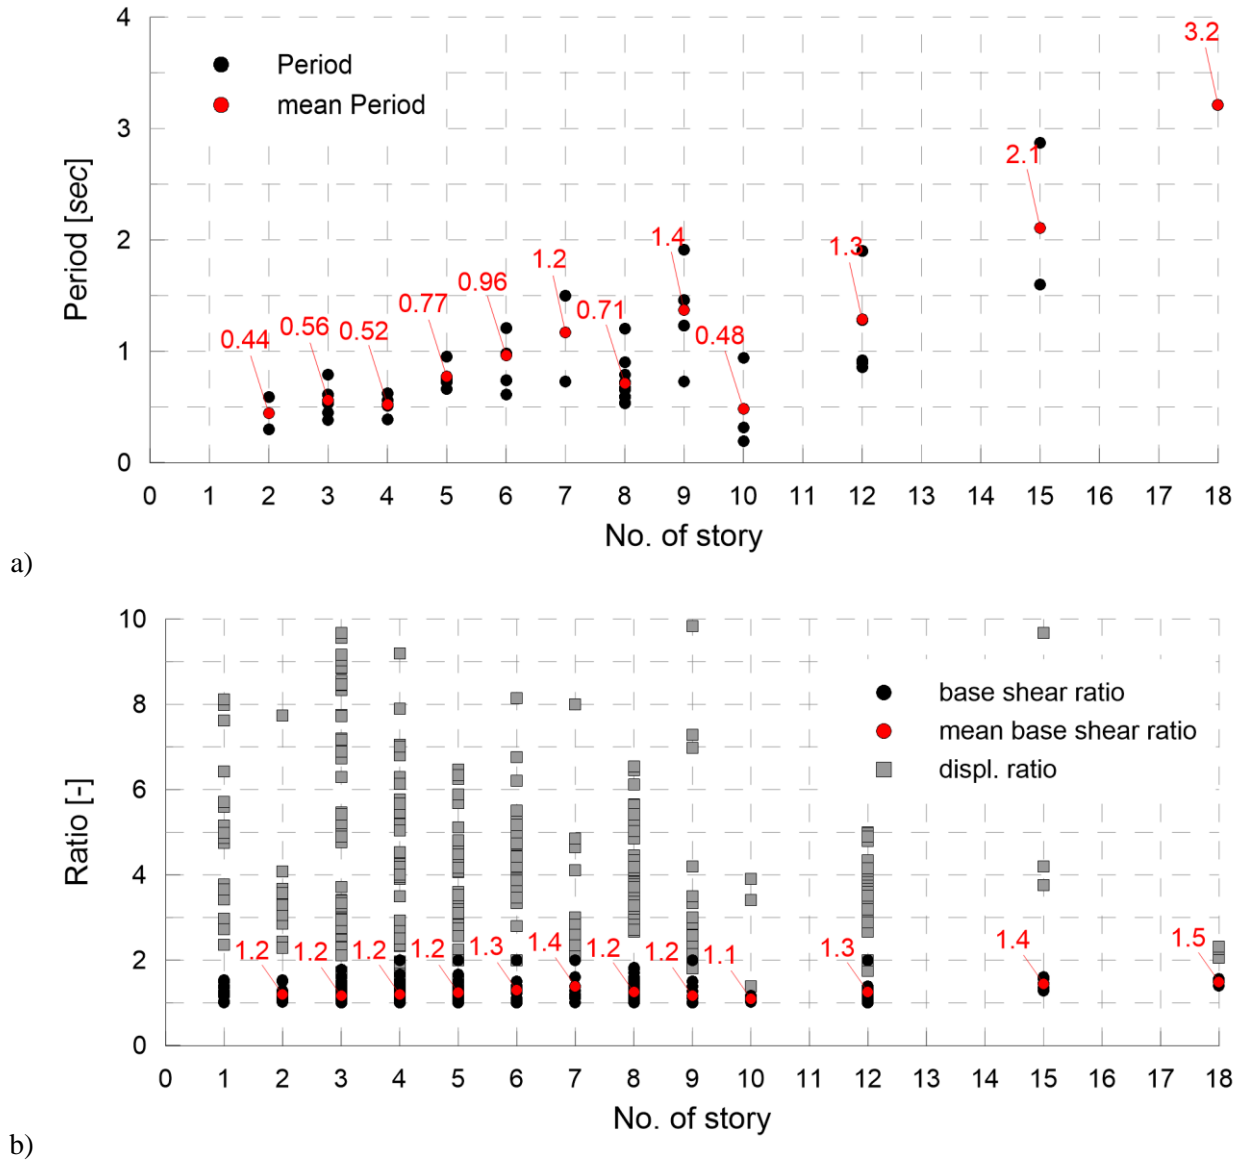 4
3.2
Period
mean Period
3
2.1
Period [sec]
2
1.4
1.3
1.2
0.96
0.77
0.71
1
0.56
0.52
0.44
0.48
0
0 1 2 3 4 5 6 7 8 9 10 11 12 13 14 15 16 17 18
No. of story
a)
10
base shear ratio
8
mean base shear ratio
displ. ratio
6
Ratio [-]
4
1.2 1.2 1.2 1.2 1.3 1.4 1.2 1.2 1.1 1.3 1.4 1.5
2
0
0 1 2 3 4 5 6 7 8 9 10 11 12 13 14 15 16 17 18
No. of story
b)